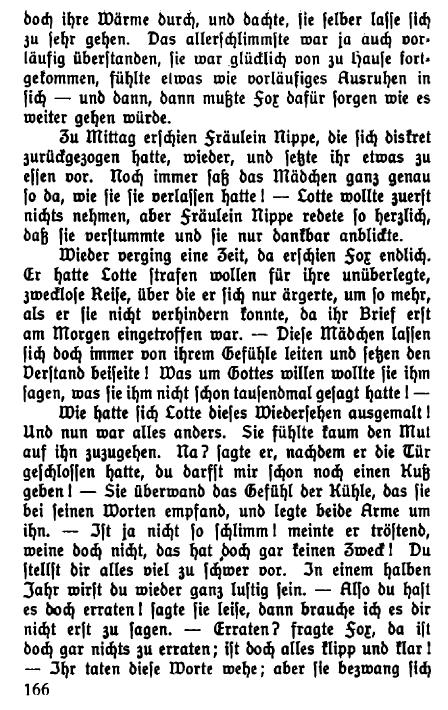 doch ihre Wärme durch, und dachte, sie selber lasse sich
zu sehr gehen. Das allerschlimmste war ja auch vor-
läufig überstanden, sie war glücklich von zu Hause fort-
gekommen, fühlte etwas wie vorläufiges Ausruhen in
sich — und dann, dann mußte Fox dafür sorgen wie es
weiter gehen würde.
Zu Mittag erschien Fräulein Nippe, die sich diskret
zurückgezogen hatte, wieder, und setzte ihr etwas zu
essen vor. Noch immer saß das Mädchen ganz genau
so da, wie sie sie verlassen hatte! — Lotte wollte zuerst
nichts nehmen, aber Fräulein Nippe redete so herzlich,
daß sie verstummte und sie nur dankbar anblickte.
Wieder verging eine Zeit, da erschien Fox endlich.
Er hatte Lotte strafen wollen für ihre unüberlegte,
zwecklose Reise, über die er sich nur ärgerte, um so mehr,
als er sie nicht verhindern konnte, da ihr Brief erst
am Morgen eingetroffen war. — Diese Mädchen lassen
sich doch immer von ihrem Gefühle leiten und setzen den
Verstand beiseite! Was um Gottes willen wollte sie ihm
sagen, was sie ihm nicht schon tausendmal gesagt hatte! —
Wie hatte sich Lotte dieses Wiedersehen ausgemalt!
Und nun war alles anders. Sie fühlte kaum den Mut
auf ihn zuzugehen. Na? sagte er, nachdem er die Tür
geschlossen hatte, du darfst mir schon noch einen Kuß
geben! — Sie überwand das Gefühl der Kühle, das sie
bei seinen Worten empfand, und legte beide Arme um
ihn. — Ist ja nicht so schlimm! meinte er tröstend,
weine doch nicht, das hat doch gar keinen Zweck! Du
stellst dir alles viel zu schwer vor. In einem halben
Jahr wirst du wieder ganz lustig sein. — Also du hast
es doch erraten! sagte sie leise, dann brauche ich es dir
nicht erst zu sagen. — Erraten? fragte Fox, da ist
doch gar nichts zu erraten; ist doch alles klipp und klar!
— Ihr taten diese Worte wehe; aber sie bezwang sich
166